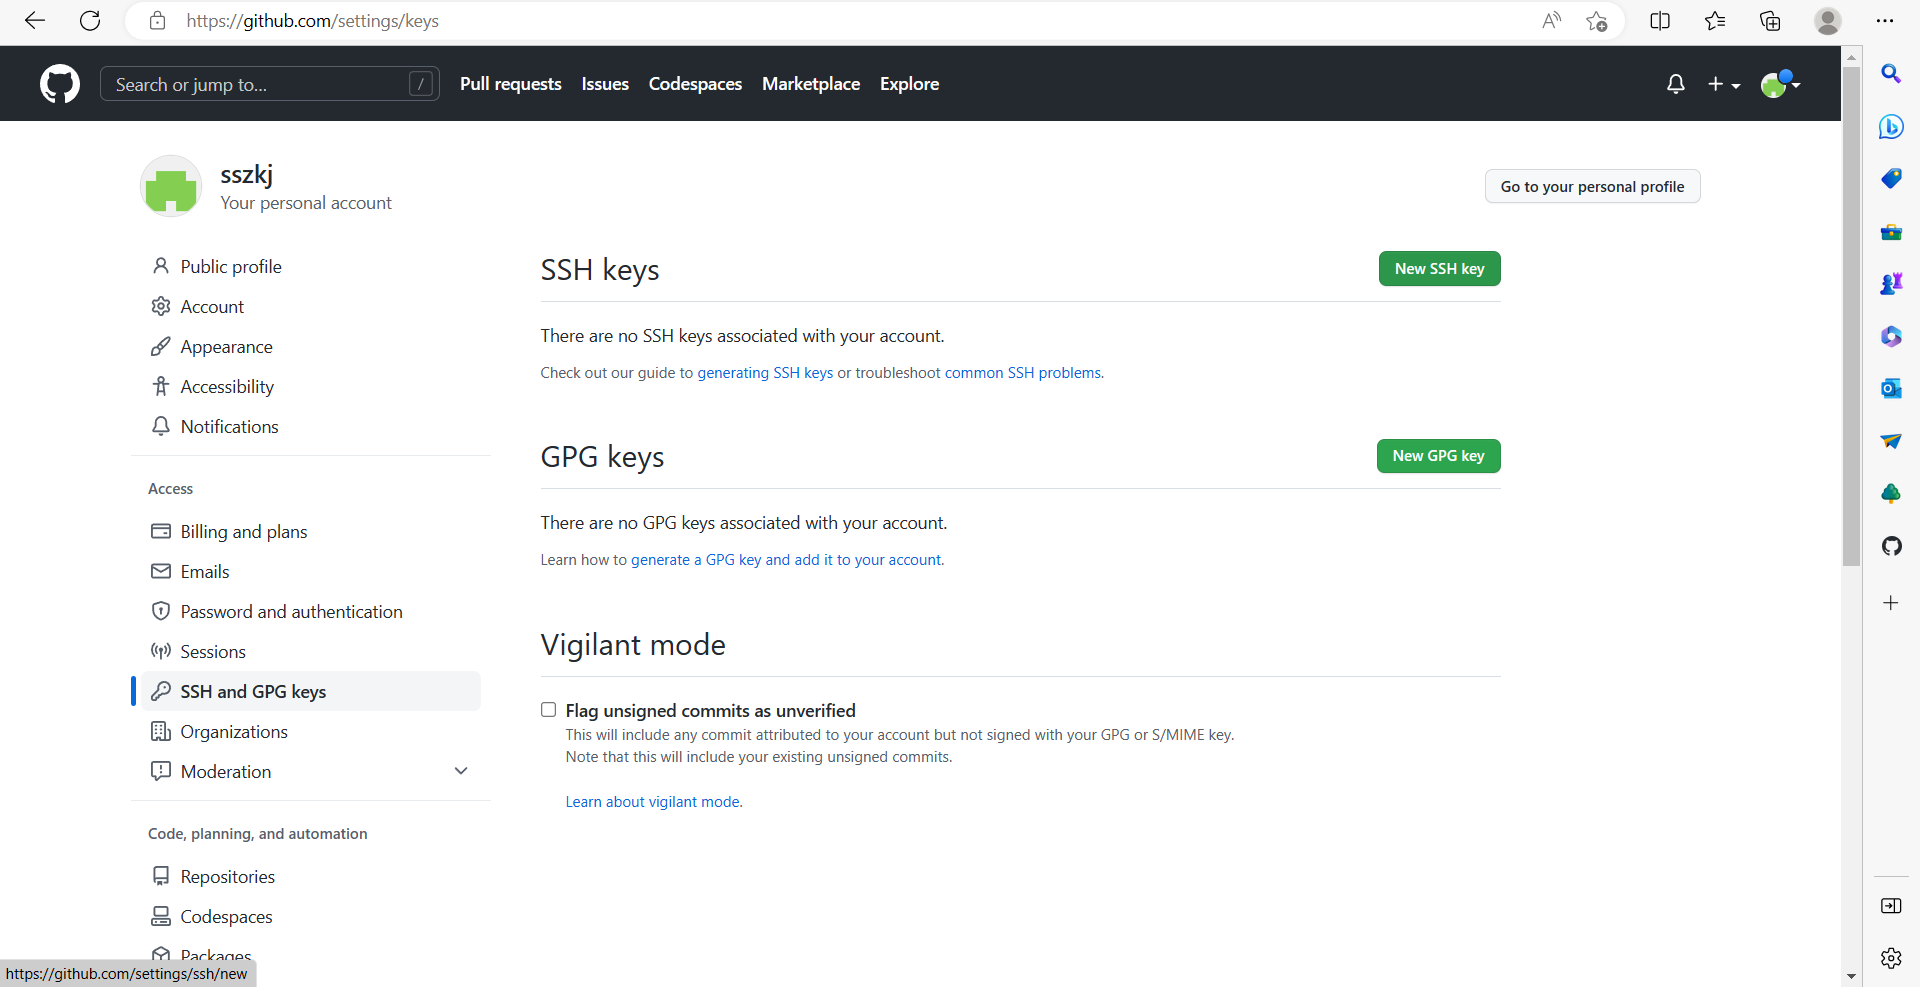 https://github.com/settings/keys
Search or jump to...
/
Pull requests
Issues
Codespaces
Marketplace
Explore
sszkj
Your personal account
Go to your personal profile
Public profile
Account
Appearance
Accessibility
Notifications
Access
Billing and plans
Emails
Password and authentication
Sessions
SSH and GPG keys
Organizations
Moderation
Code, planning, and automation
Repositories
Codespaces
Packages
SSH keys
New SSH key
There are no SSH keys associated with your account.
Check out our guide to generating SSH keys or troubleshoot common SSH problems.
GPG keys
New GPG key
There are no GPG keys associated with your account.
Learn how to generate a GPG key and add it to your account.
Vigilant mode
Flag unsigned commits as unverified
This will include any commit attributed to your account but not signed with your GPG or S/MIME key.
Note that this will include your existing unsigned commits.
Learn about vigilant mode.
https://github.com/settings/ssh/new